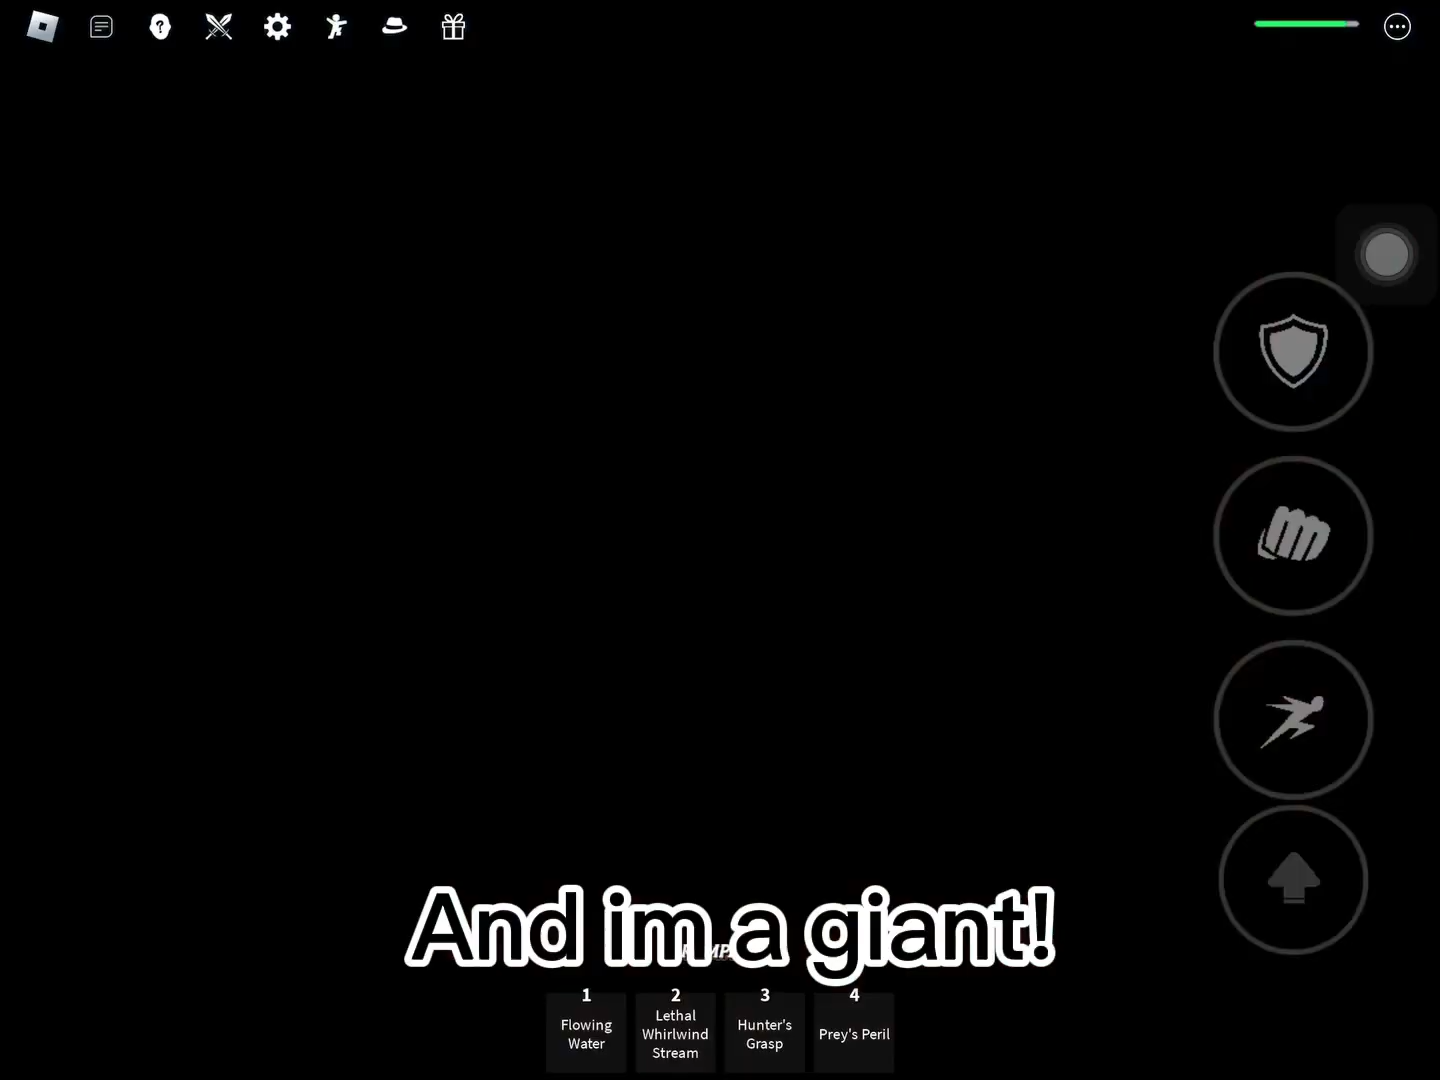 And im a giant!
1
2
3
4
Flowing
Water
Lethal
Whirlwind
Stream
Hunter's
Grasp
Prey's Peril